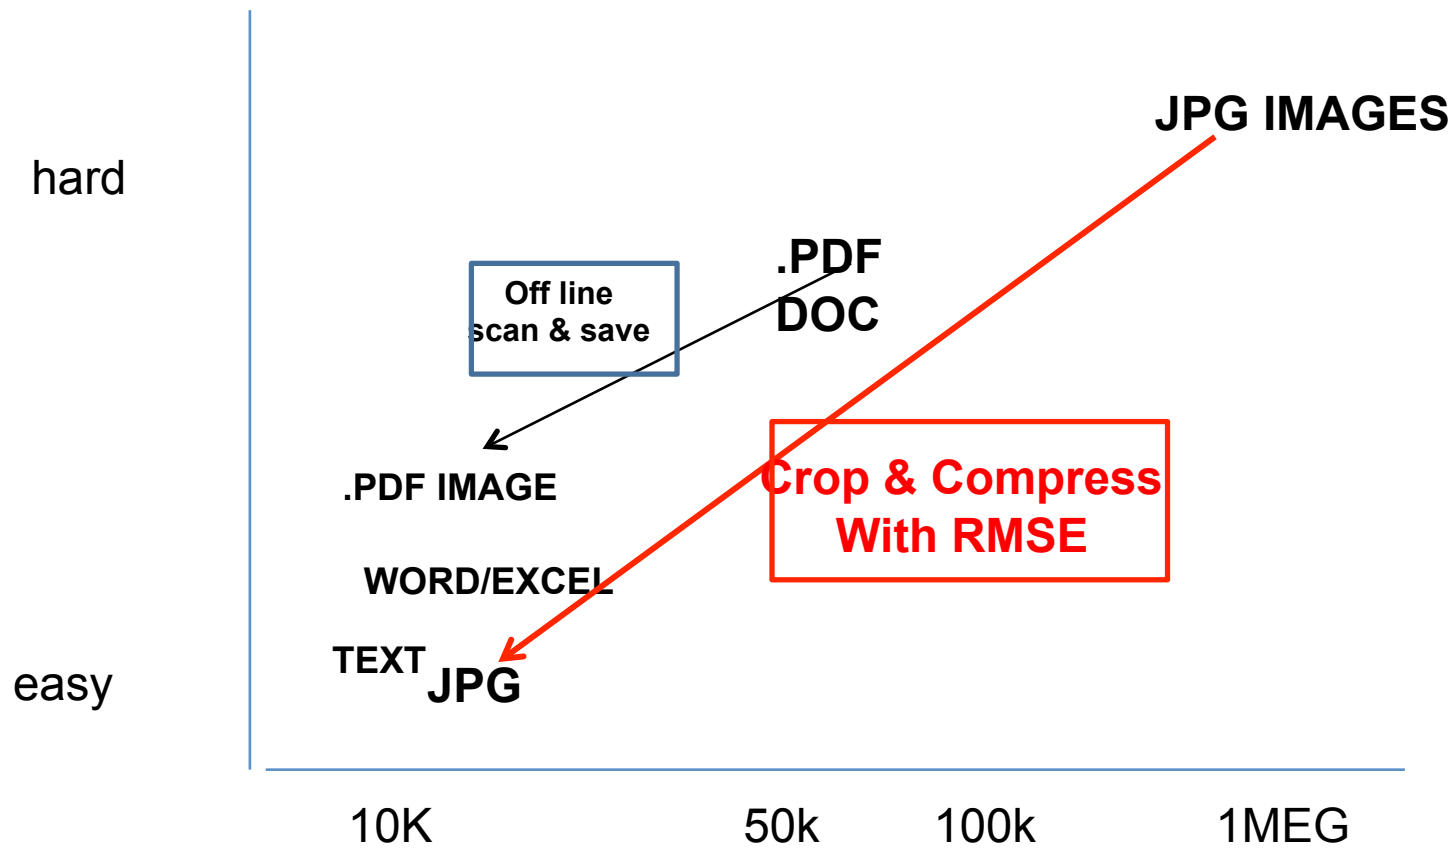 JPG IMAGES
hard
.PDF
DOC
Off line
scan & save
.PDF IMAGE
Crop & Compress
With RMSE
WORD/EXCEL
TEXT
JPG
easy
10K 50k 100k 1MEG